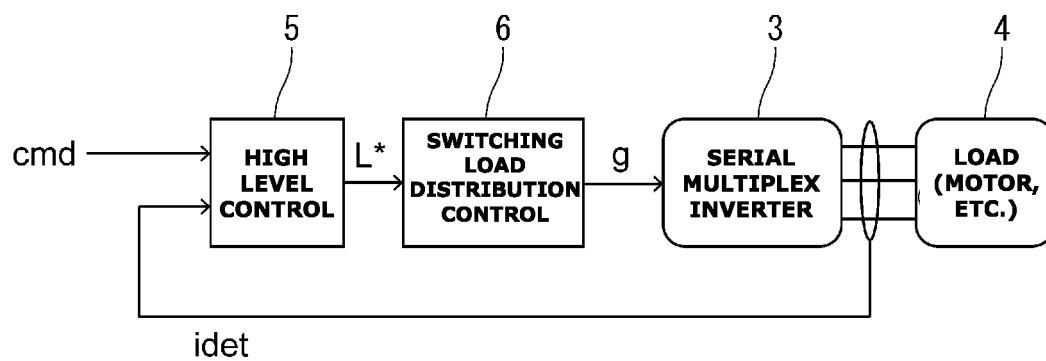 5
6
3
4
cmd
HIGH
LEVEL
CONTROL
L*
SWITCHING
LOAD
DISTRIBUTION
CONTROL
g
SERIAL
MULTIPLEX
INVERTER
LOAD
(MOTOR,
ETC.)
idet